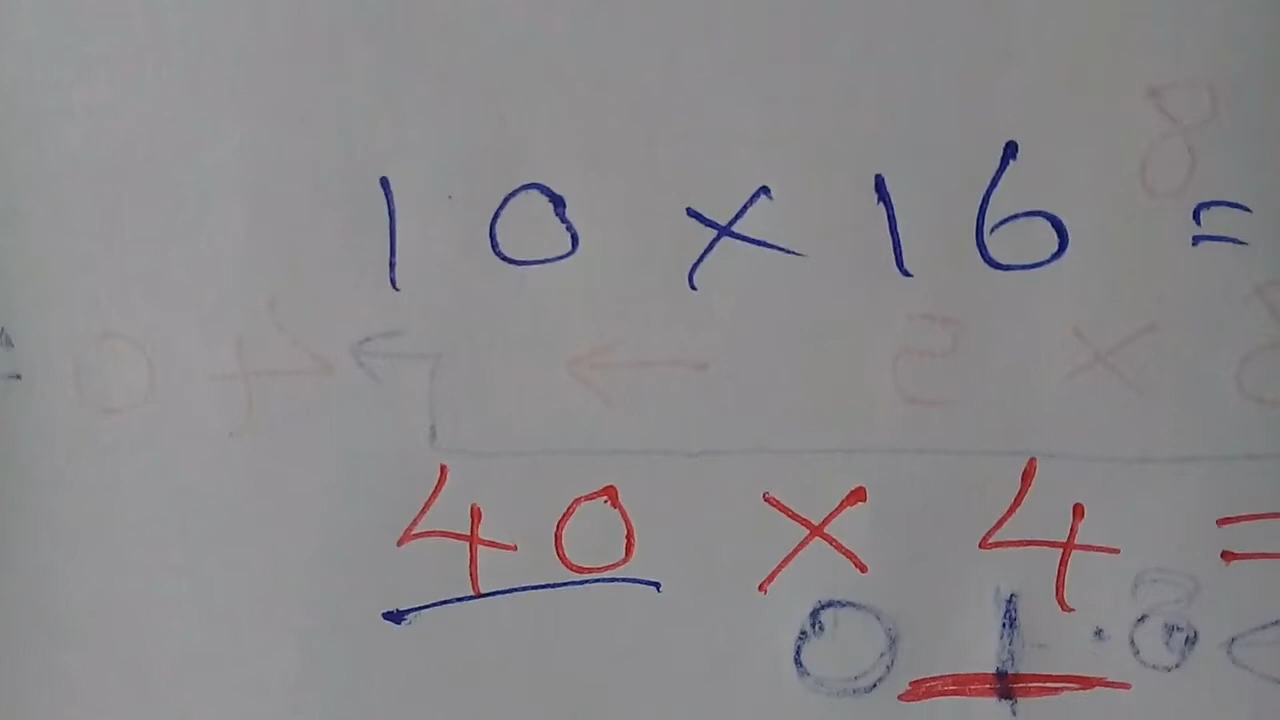 10 × 16 =
40 × 4 =